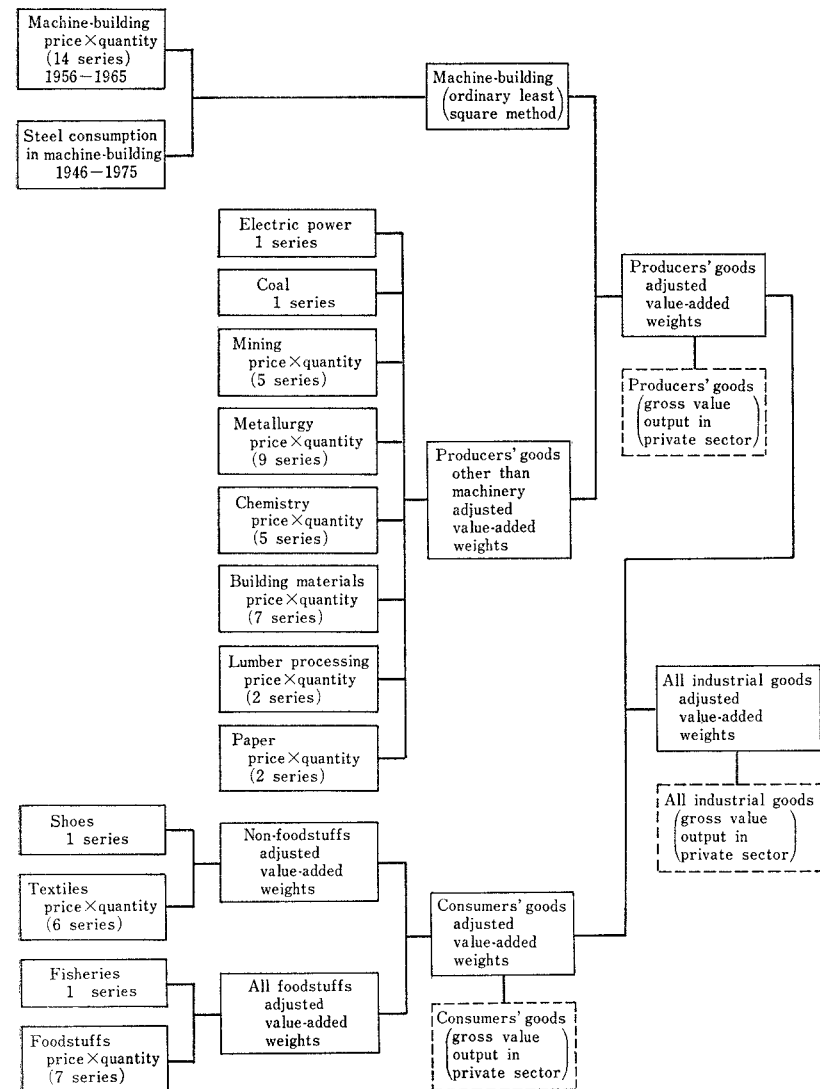 Machine-building
price×quantity
(14 series)
1956−1965
Steel consumption
in machine-building
1946−1975
Machine-building
(ordinary least
square method)
Electric power
1 series
Coal
1 series
Mining
price×quantity
(5 series)
Metallurgy
price×quantity
(9 series)
Chemistry
price×quantity
(5 series)
Building materials
price×quantity
(7 series)
Lumber processing
price×quantity
(2 series)
Paper
price×quantity
(2 series)
Producers' goods
other than
machinery
adjusted
value-added
weights
Producers' goods
adjusted
value-added
weights
Producers' goods
(gross value
output in
private sector)
Shoes
1 series
Textiles
price×quantity
(6 series)
Non-foodstuffs
adjusted
value-added
weights
Fisheries
1 series
Foodstuffs
price×quantity
(7 series)
All foodstuffs
adjusted
value-added
weights
Consumers' goods
adjusted
value-added
weights
Consumers' goods
(gross value
output in
private sector)
All industrial goods
adjusted
value-added
weights
All industrial goods
(gross value
output in
private sector)